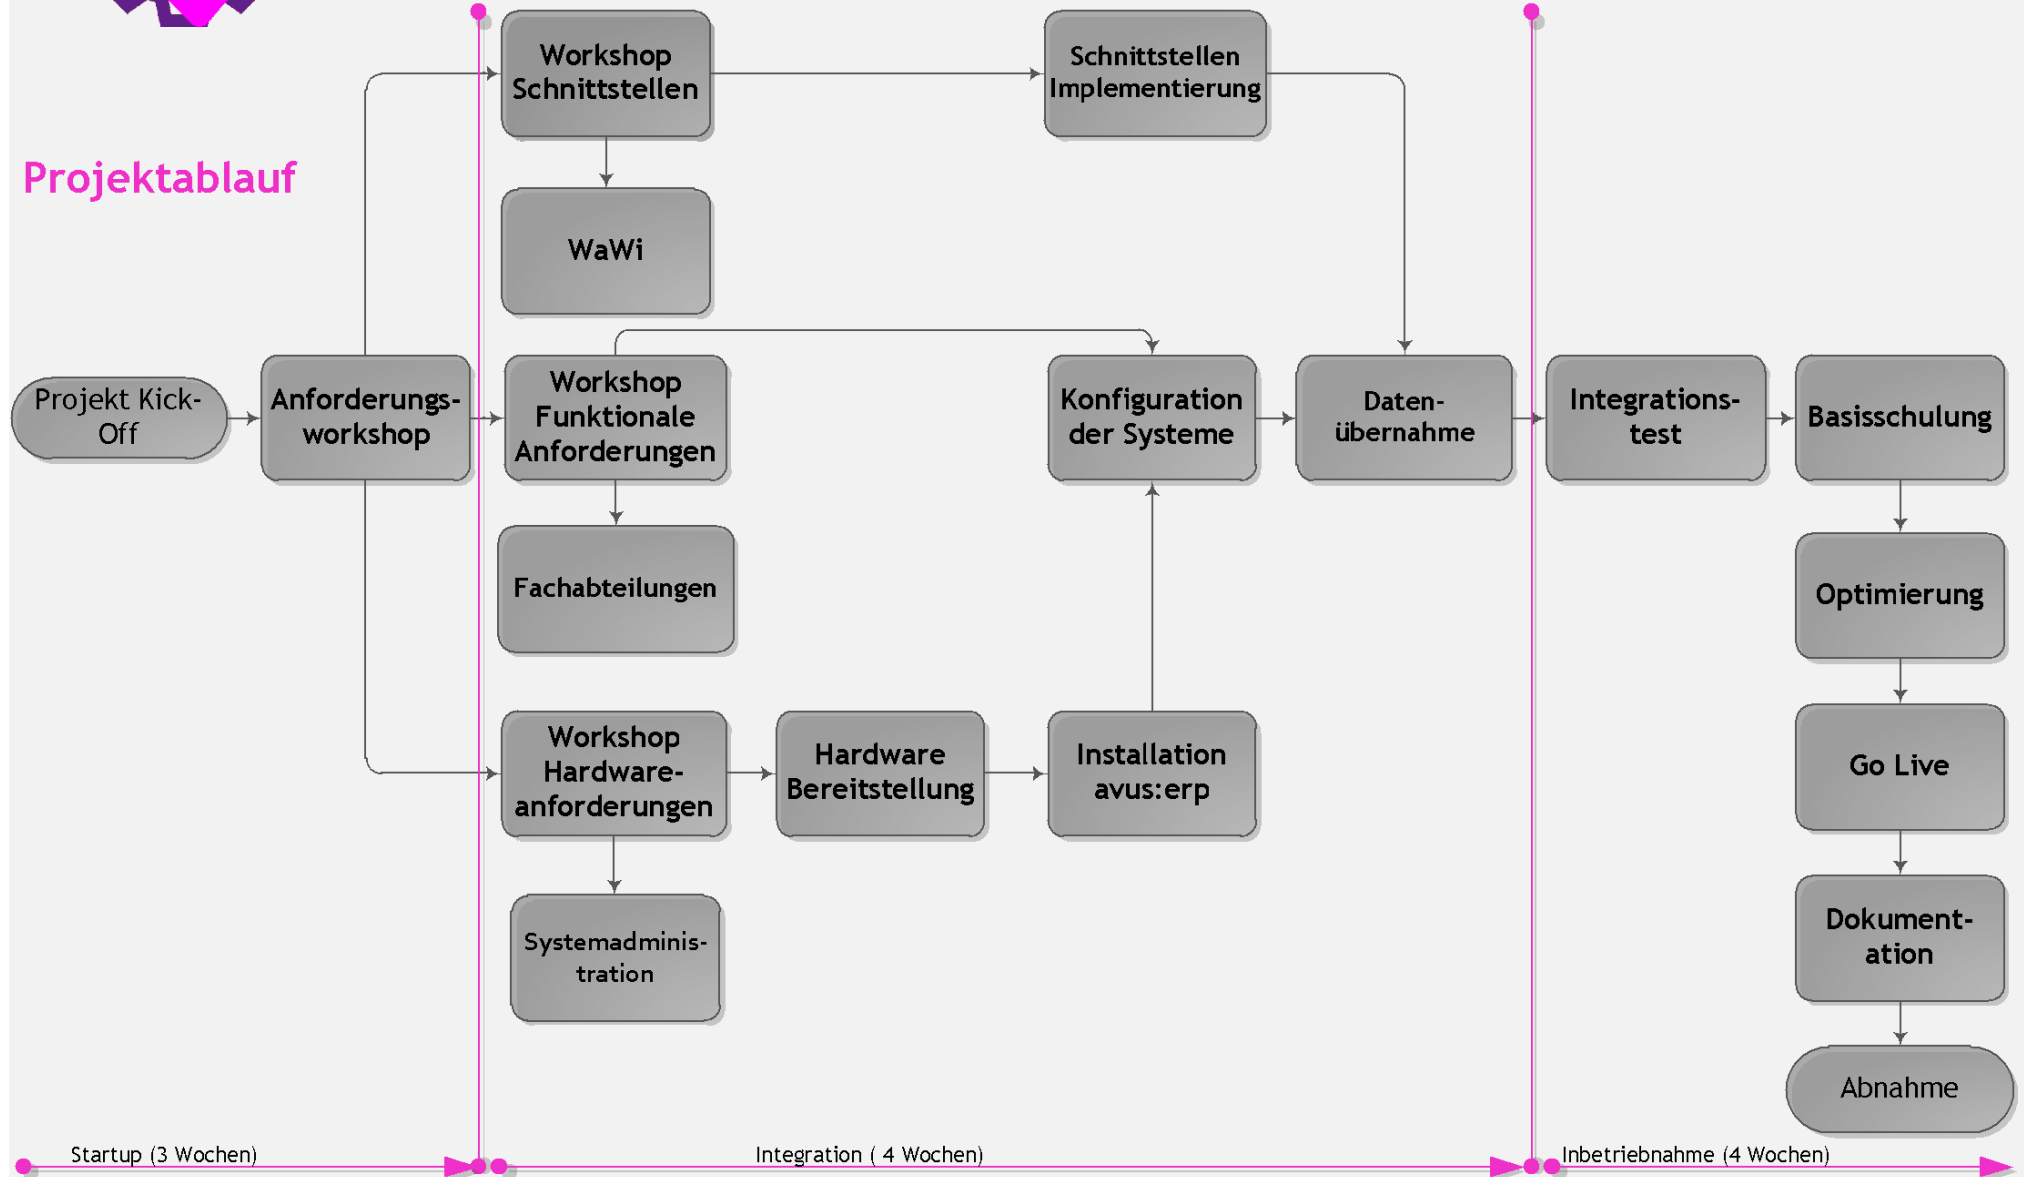 Workshop
Schnittstellen
Schnittstellen
Implementierung
Projektablauf
WaWi
Projekt Kick-
Off
Anforderungs-
workshop
Workshop
Funktionale
Anforderungen
Konfiguration
der Systeme
Daten-
übernahme
Integrations-
test
Basisschulung
Fachabteilungen
Optimierung
Workshop
Hardware-
anforderungen
Hardware
Bereitstellung
Installation
avus:erp
Go Live
Systemadminis-
tration
Dokument-
ation
Abnahme
Startup (3 Wochen)
Integration ( 4 Wochen)
Inbetriebnahme (4 Wochen)